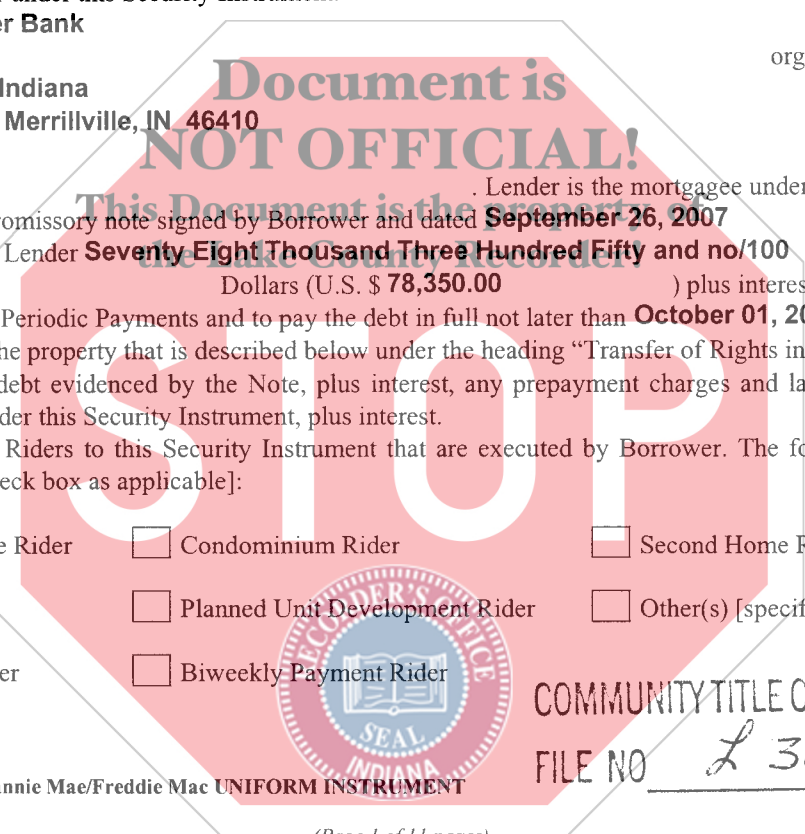 er Bank
org
Indiana
Merrillville, IN 46410
Document is
NOT OFFICIAL!
This Document is the property of
the Lake County Recorder!
. Lender is the mortgagee under
romissory note signed by Borrower and dated September 26, 2007
Lender Seventy Eight Thousand Three Hundred Fifty and no/100
Dollars (U.S. $ 78,350.00 ) plus interes
Periodic Payments and to pay the debt in full not later than October 01, 20
he property that is described below under the heading “Transfer of Rights in
debt evidenced by the Note, plus interest, any prepayment charges and la
der this Security Instrument, plus interest.
Riders to this Security Instrument that are executed by Borrower. The fo
eck box as applicable]:
STOP
e Rider Condominium Rider Second Home R
Planned Unit Development Rider Other(s) [specif
er Biweekly Payment Rider
RECORDER'S OFFICE
SEAL
INDIANA
COMMUNITY TITLE C
FILE NO L 3
nnie Mae/Freddie Mac UNIFORM INSTRUMENT